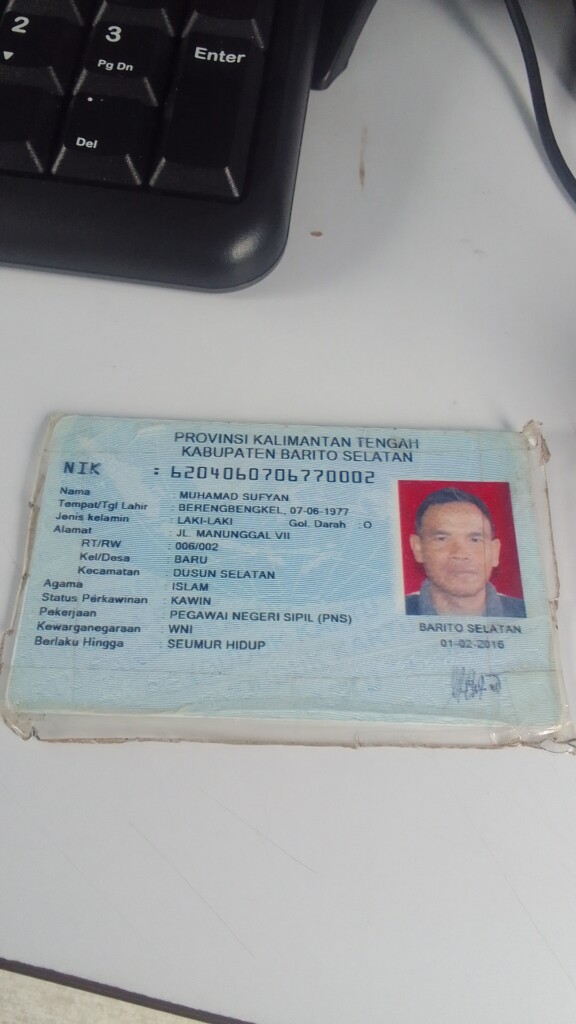 2
3
Pg Dn
Enter
.
Del
PROVINSI KALIMANTAN TENGAH
KABUPATEN BARITO SELATAN
NIK : 6204060706770002
Nama : MUHAMAD SUFYAN
Tempat/Tgl Lahir : BERENGBENGKEL, 07-06-1977
Jenis kelamin : LAKI-LAKI Gol. Darah : O
Alamat : JL. MANUNGGAL VII
RT/RW : 006/002
Kel/Desa : BARU
Kecamatan : DUSUN SELATAN
Agama : ISLAM
Status Perkawinan : KAWIN
Pekerjaan : PEGAWAI NEGERI SIPIL (PNS)
Kewarganegaraan : WNI
Berlaku Hingga : SEUMUR HIDUP
BARITO SELATAN
01-02-2016